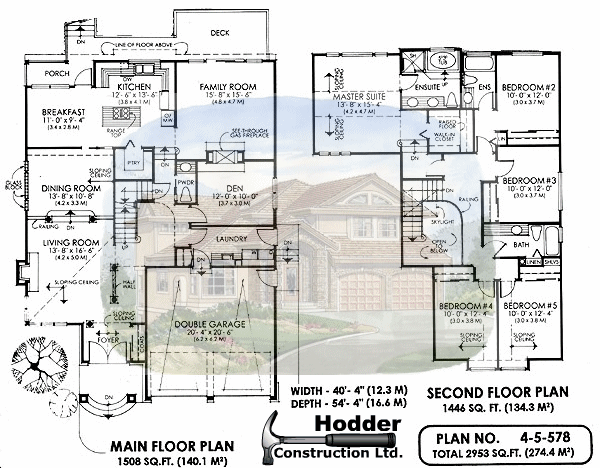 DECK
DN
LINE OF FLOOR ABOVE
PORCH
DW
KITCHEN
12'- 6" x 13'- 6"
(3.8 x 4.1 M)
FAMILY ROOM
15'- 8" x 15'- 6"
(4.8 x 4.7 M)
BREAKFAST
11'- 0" x 9'- 4"
(3.4 x 2.8 M)
RANGE TOP
O/
M/
SEE-THROUGH
GAS FIREPLACE
SLOPING
CEILING
PTRY
DN
PWDR
DINING ROOM
13'- 8" x 10'- 8"
(4.2 x 3.3 M)
DEN
12'- 0" x 10'- 0"
(3.7 x 3.0 M)
RAILING
DN
LIVING ROOM
13'- 8" x 16'- 6"
(4.2 x 5.0 M)
LAUNDRY
DN
SLOPING CEILING
HALF
WALL
SLOPING
CEILING
DOUBLE GARAGE
20'- 4" x 20'- 6"
(6.2 x 6.2 M)
FOYER
COATS
DN
MAIN FLOOR PLAN
1508 SQ.FT. (140.1 M²)
MASTER SUITE
13'- 8" x 15'- 4"
(4.2 x 4.7 M)
SH
TUB
ENSUITE
ENS
BEDROOM #2
10'- 0" x 12'- 0"
(3.0 x 3.7 M)
RAISED
FLOOR
WALK-IN
CLOSET
DN
RAILING
BEDROOM #3
10'- 0" x 12'- 0"
(3.0 x 3.7 M)
SKYLIGHT
OPEN
TO
BELOW
BATH
LINEN
SHLVS
BEDROOM #4
10'- 0" x 12'- 4"
(3.0 x 3.8 M)
BEDROOM #5
10'- 0" x 12'- 4"
(3.0 x 3.8 M)
SLOPING
CEILING
SLOPING
CEILING
WIDTH - 40'- 4" (12.3 M)
DEPTH - 54'- 4" (16.6 M)
SECOND FLOOR PLAN
1446 SQ. FT. (134.3 M²)
Hodder
Construction Ltd.
PLAN NO. 4-5-578
TOTAL 2953 SQ.FT. (274.4 M²)